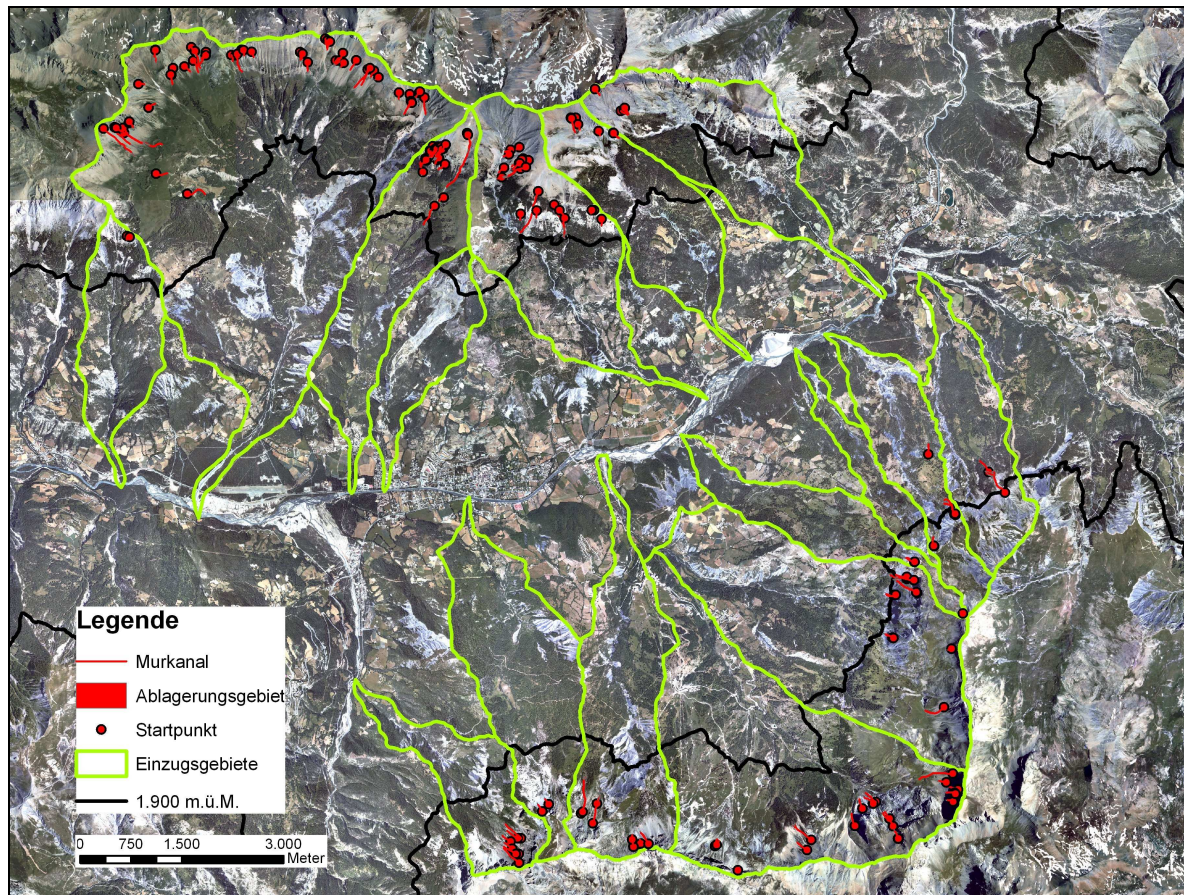 Legende
Murkanal
Ablagerungsgebiet
Startpunkt
Einzugsgebiete
1.900 m.ü.M.
0 750 1.500 3.000
Meter